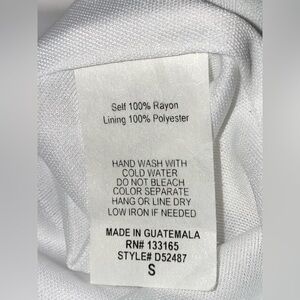 Self 100% Rayon
Lining 100% Polyester
HAND WASH WITH
COLD WATER
DO NOT BLEACH
COLOR SEPARATE
HANG OR LINE DRY
LOW IRON IF NEEDED
MADE IN GUATEMALA
RN# 133165
STYLE# D52487
S